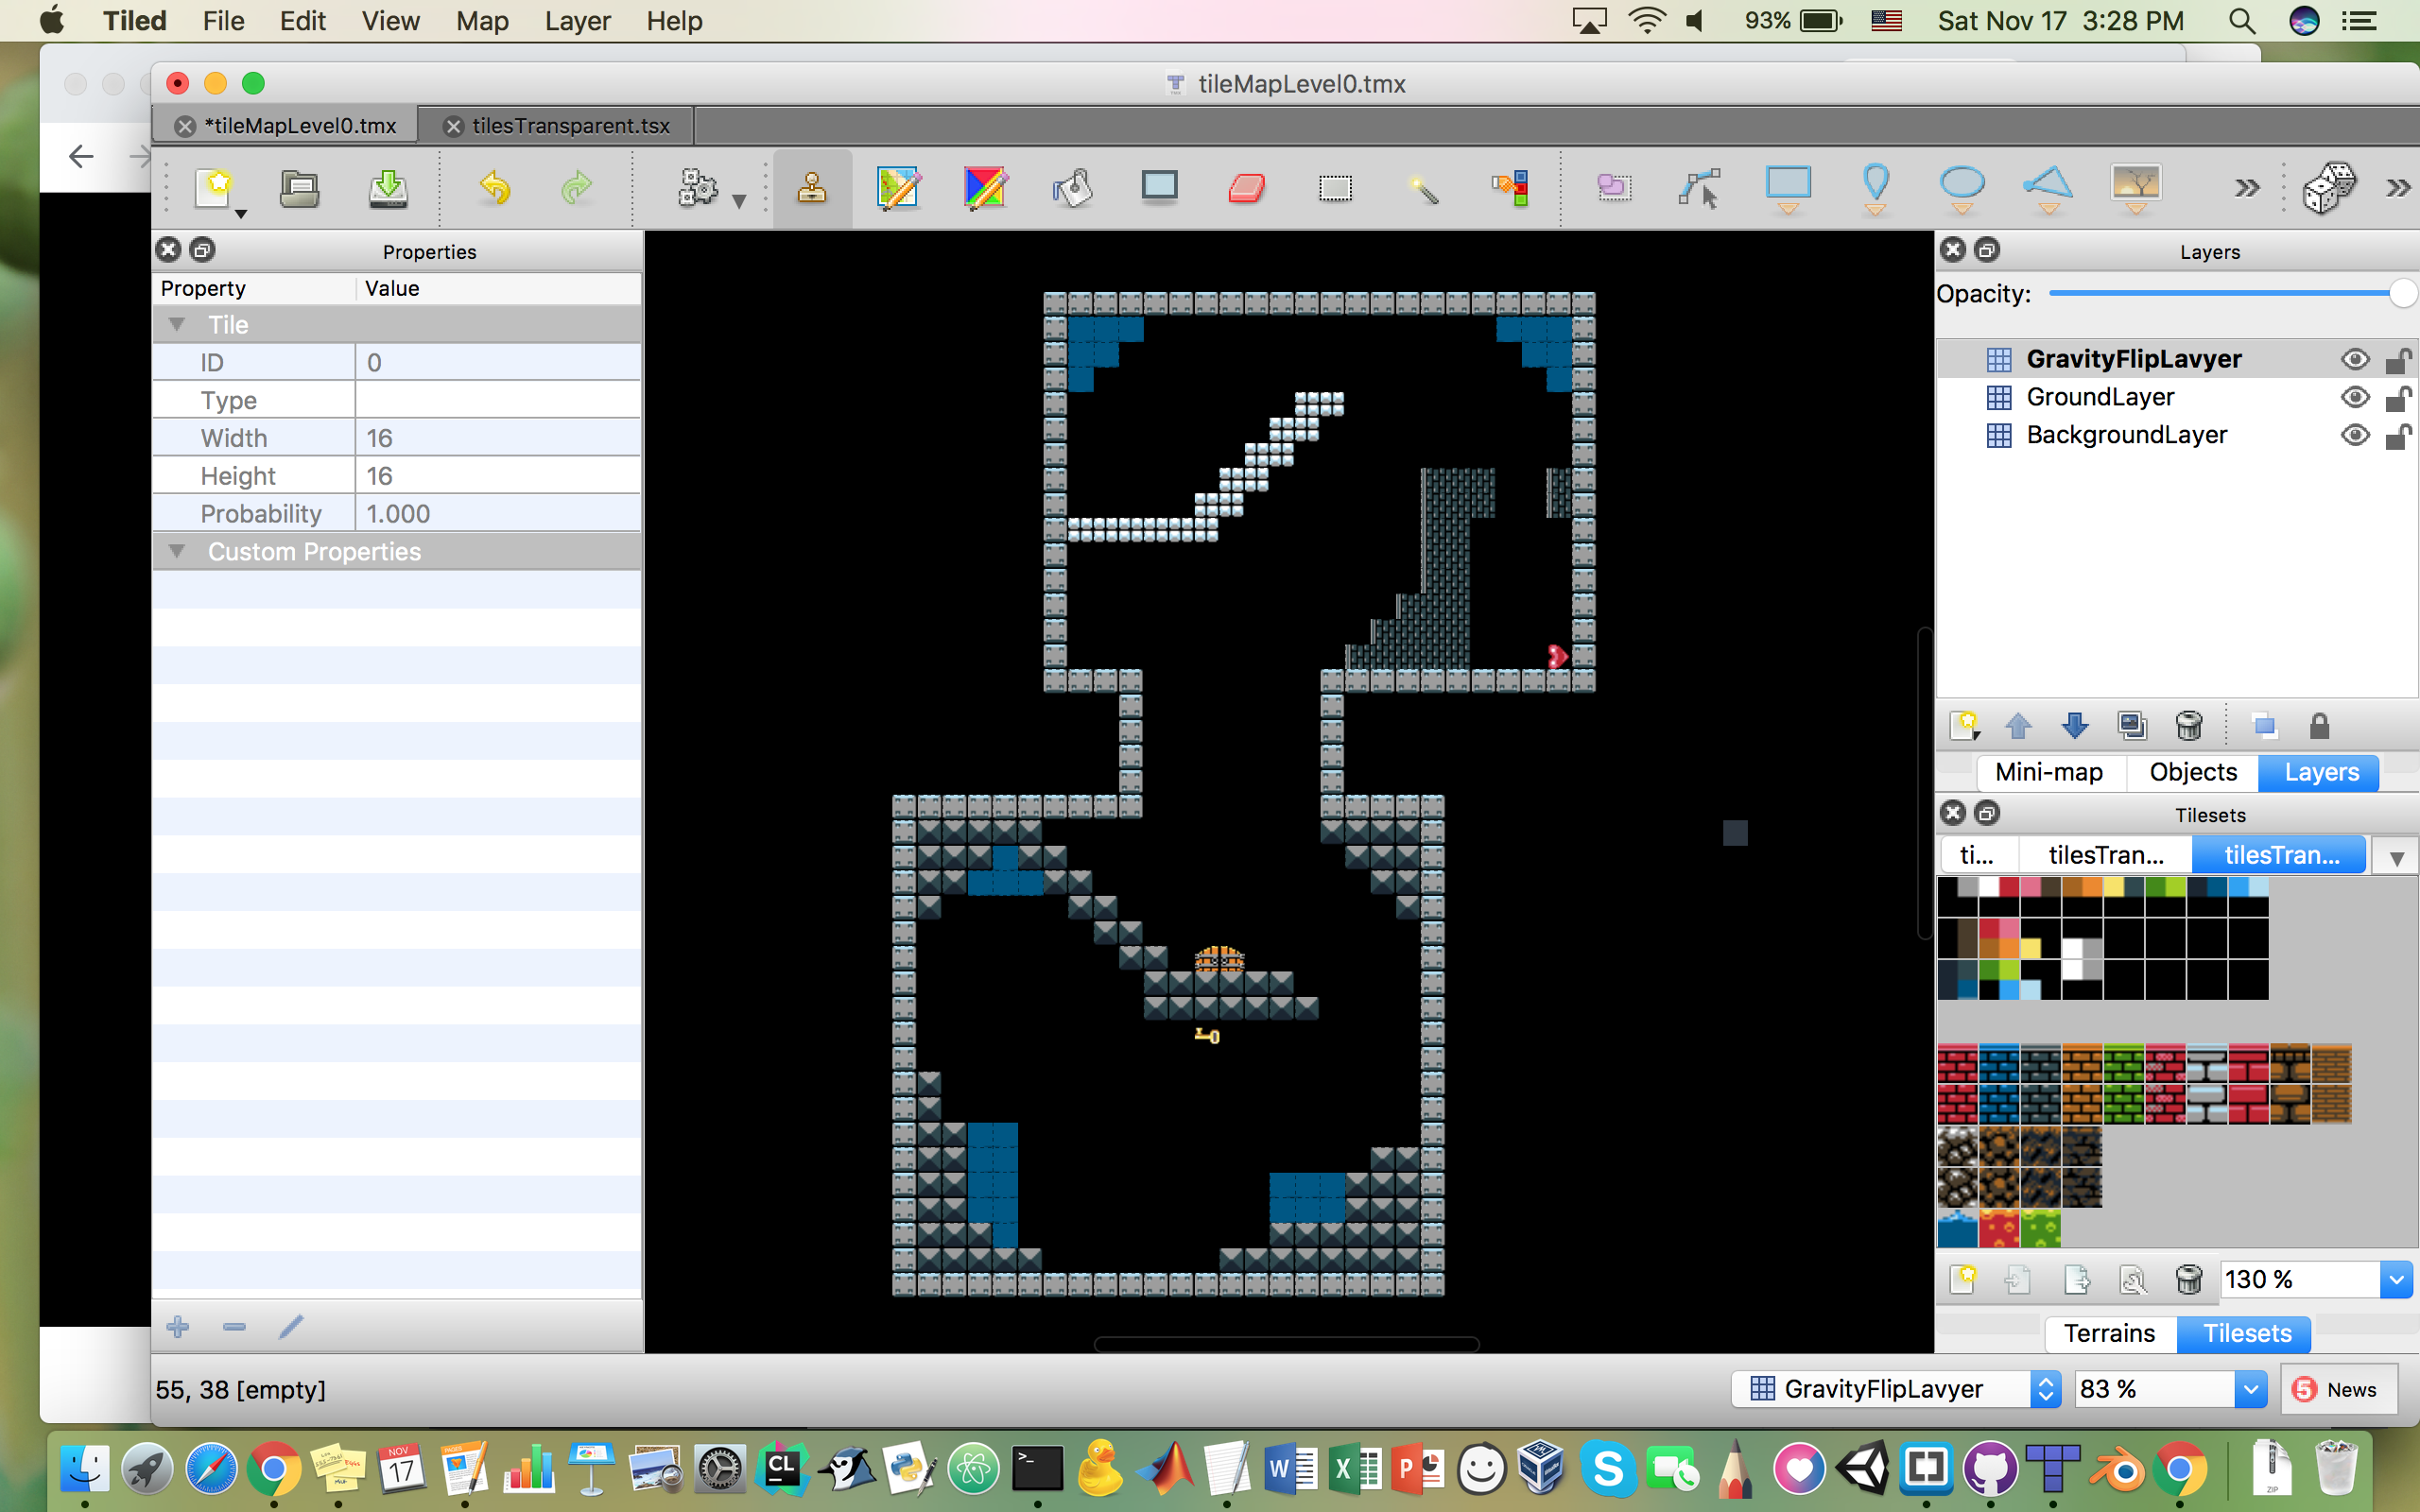 Tiled File Edit View Map Layer Help 93% Sat Nov 17 3:28 PM
tileMapLevel0.tmx
*tileMapLevel0.tmx tilesTransparent.tsx
Properties
Property Value
Tile
ID 0
Type
Width 16
Height 16
Probability 1.000
Custom Properties
Layers
Opacity:
GravityFlipLavyer
GroundLayer
BackgroundLayer
Mini-map Objects Layers
Tilesets
ti... tilesTran... tilesTran...
130 %
Terrains Tilesets
55, 38 [empty] GravityFlipLavyer 83 % 5 News
NOV
17
PAGES
CL
>_
W X P S
ZIP